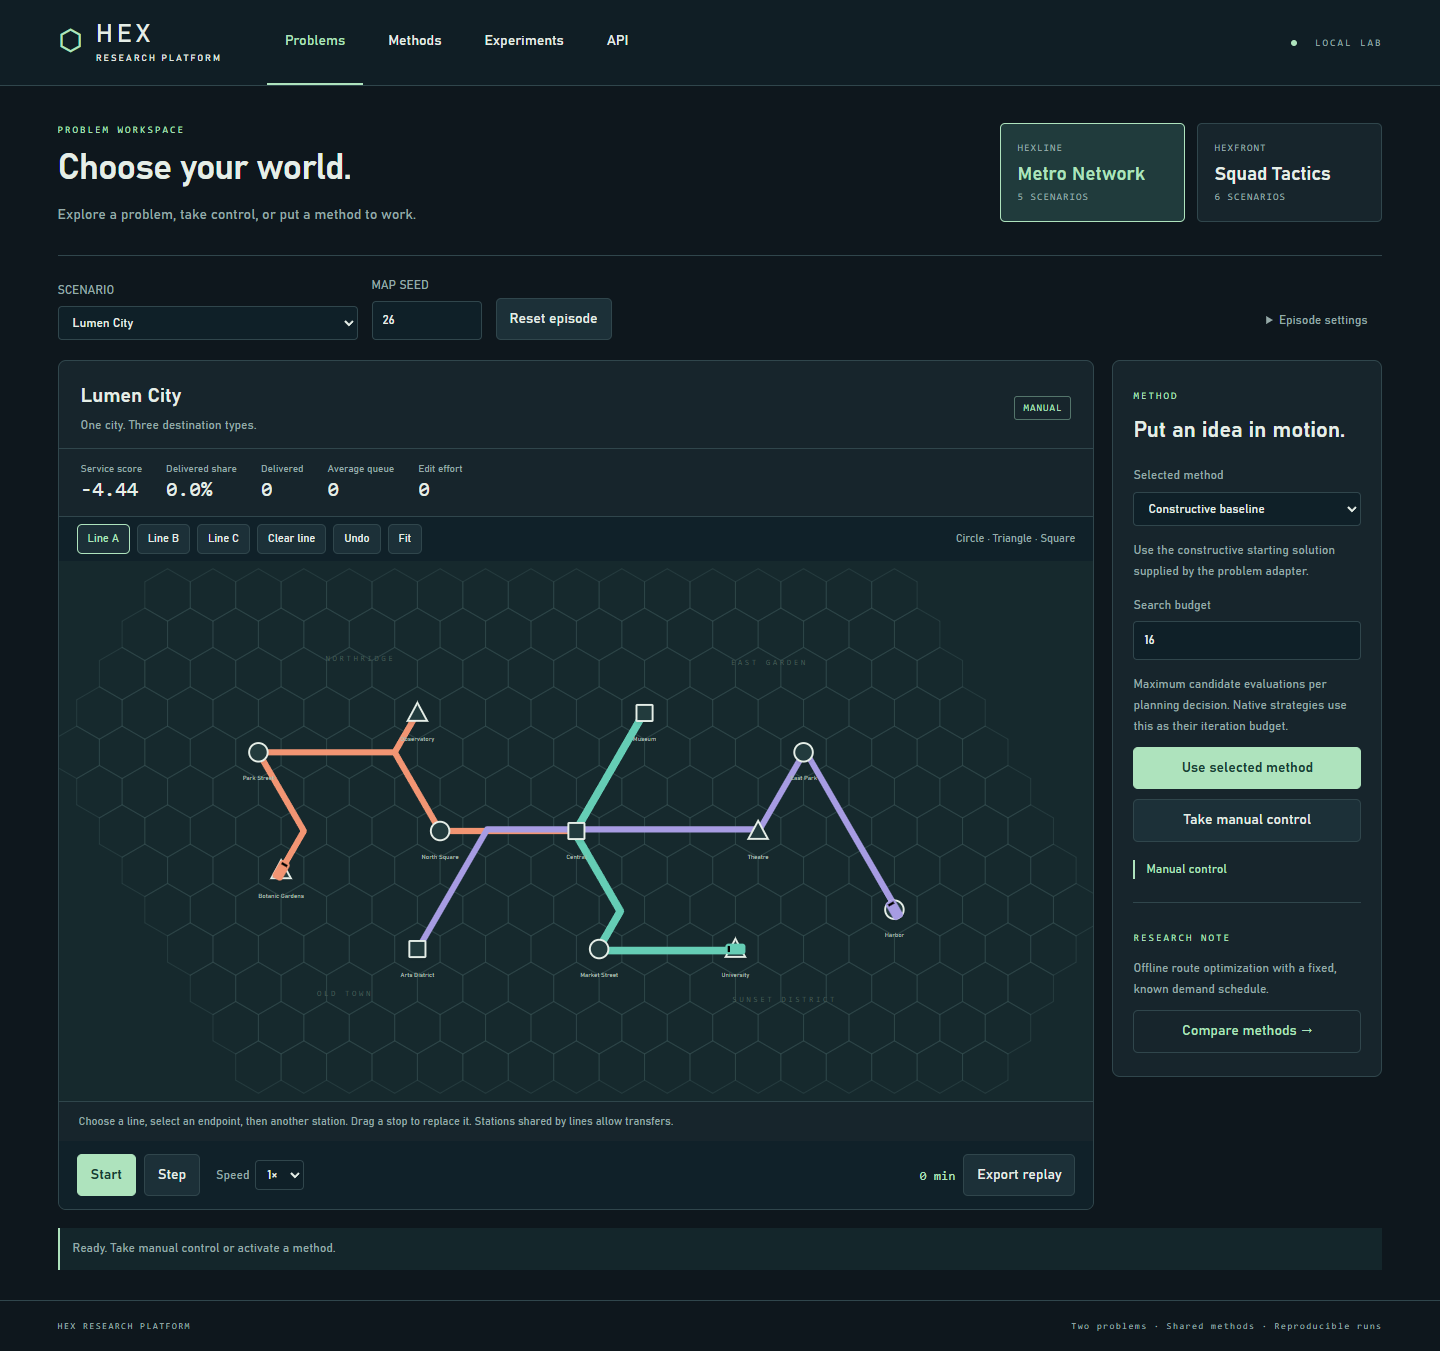 HEX
RESEARCH PLATFORM
Problems
Methods
Experiments
API
LOCAL LAB
PROBLEM WORKSPACE
Choose your world.
Explore a problem, take control, or put a method to work.
HEXLINE
Metro Network
5 SCENARIOS
HEXFRONT
Squad Tactics
6 SCENARIOS
SCENARIO
Lumen City
MAP SEED
26
Reset episode
Episode settings
Lumen City
One city. Three destination types.
MANUAL
Service score
-4.44
Delivered share
0.0%
Delivered
0
Average queue
0
Edit effort
0
Line A
Line B
Line C
Clear line
Undo
Fit
Circle · Triangle · Square
NORTHRIDGE
EAST GARDEN
Museum
Park Street
East Park
North Square
Central
Theatre
Botanic Gardens
Harbor
Arts District
Market Street
University
OLD TOWN
SUNSET DISTRICT
Choose a line, select an endpoint, then another station. Drag a stop to replace it. Stations shared by lines allow transfers.
Start
Step
Speed
1×
0 min
Export replay
METHOD
Put an idea in motion.
Selected method
Constructive baseline
Use the constructive starting solution
supplied by the problem adapter.
Search budget
16
Maximum candidate evaluations per
planning decision. Native strategies use
this as their iteration budget.
Use selected method
Take manual control
Manual control
RESEARCH NOTE
Offline route optimization with a fixed,
known demand schedule.
Compare methods →
Ready. Take manual control or activate a method.
HEX RESEARCH PLATFORM
Two problems · Shared methods · Reproducible runs